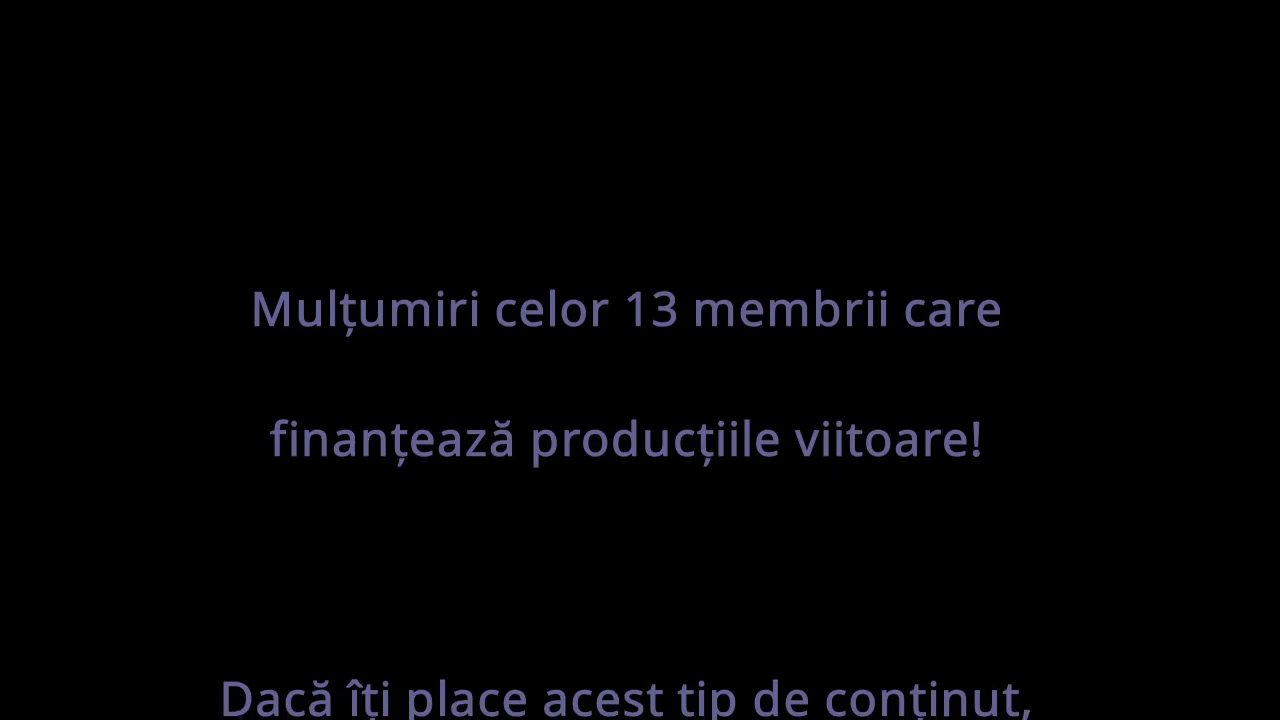 Mulțumiri celor 13 membrii care
finanțează producțiile viitoare!
Dacă îți place acest tip de conținut,